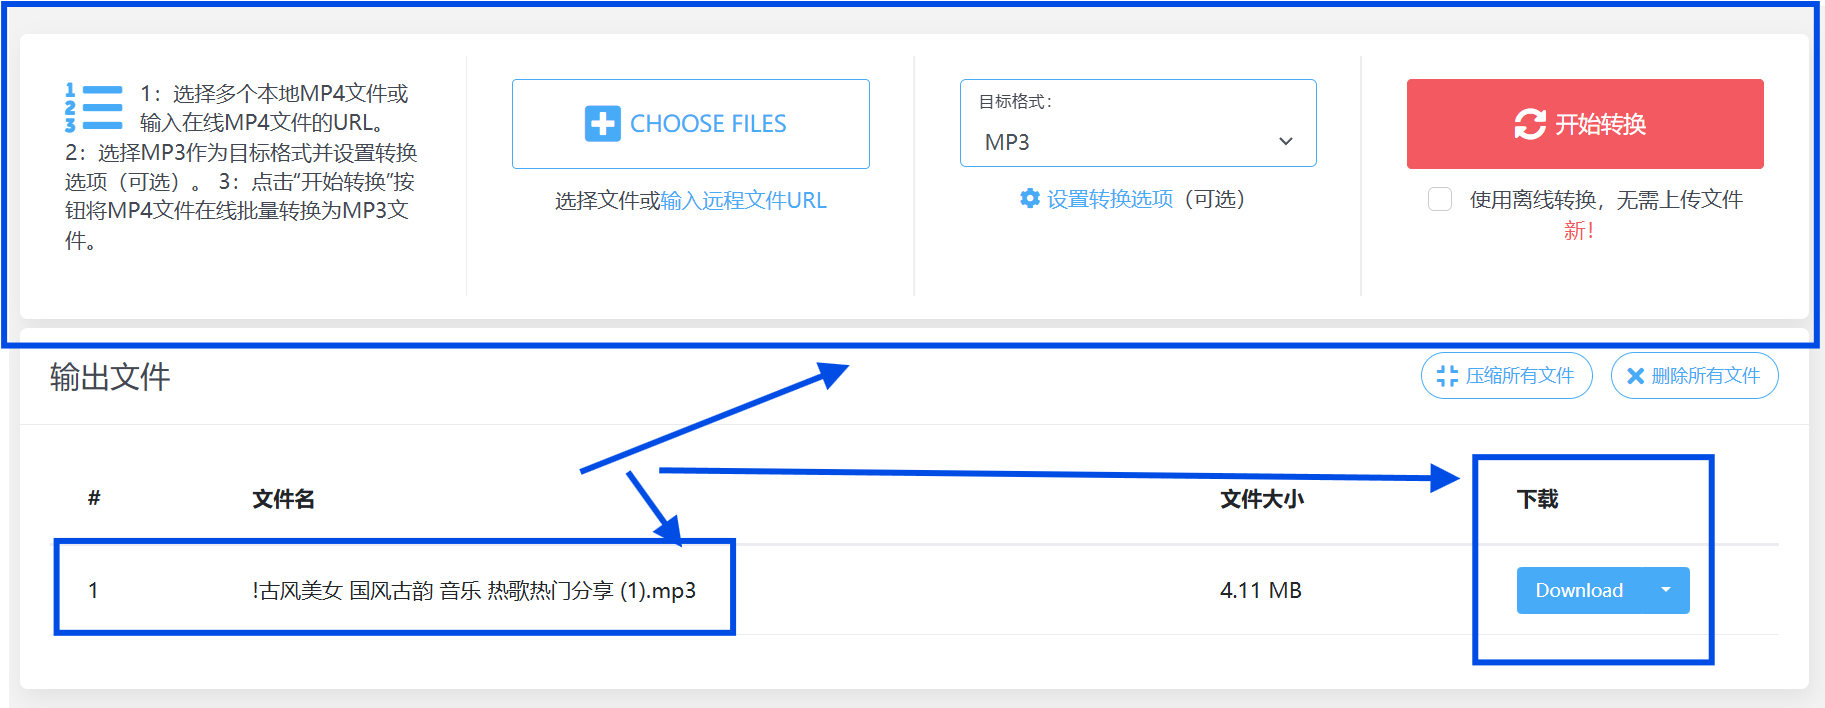 1：选择多个本地MP4文件或
输入在线MP4文件的URL。
2：选择MP3作为目标格式并设置转换
选项（可选）。 3：点击“开始转换”按
钮将MP4文件在线批量转换为MP3文
件。
CHOOSE FILES
选择文件或输入远程文件URL
目标格式：
MP3
设置转换选项（可选）
开始转换
使用离线转换，无需上传文件
新！
输出文件
压缩所有文件
删除所有文件
# 文件名 文件大小 下载
1 !古风美女 国风古韵 音乐 热歌热门分享 (1).mp3 4.11 MB Download